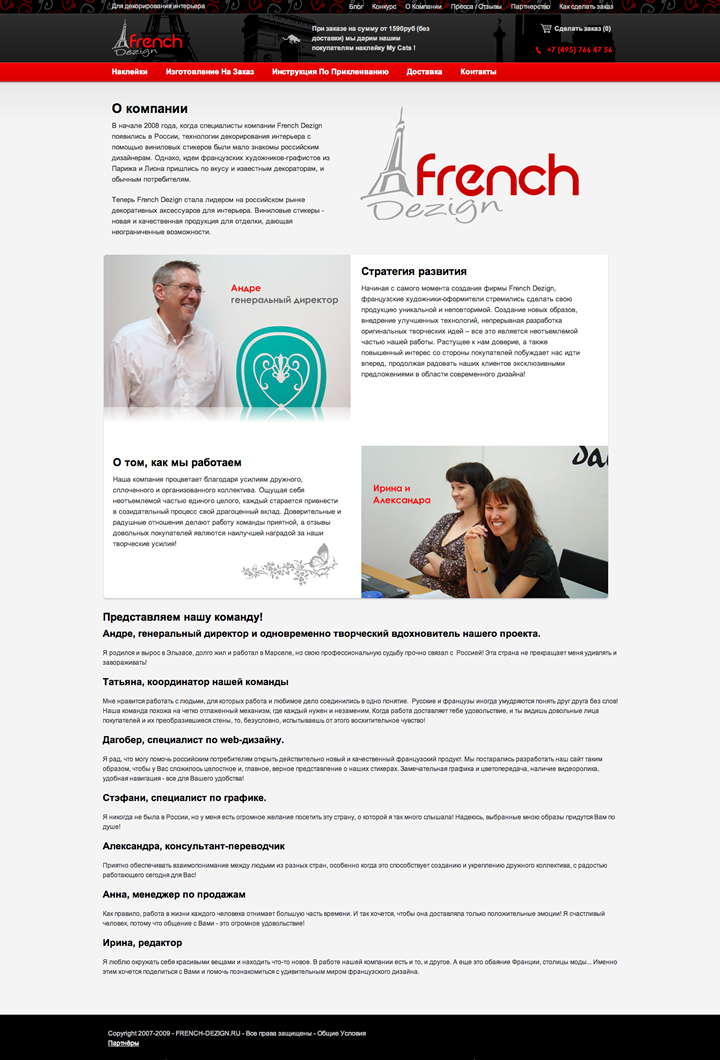 Для декорирования интерьера
Блог Конкурс О Компании Пресса / Отзывы Партнерство Как сделать заказ
french
Dezign
При заказе на сумму от 1590руб (без
доставки) мы дарим нашим
покупателям наклейку My Cats !
Сделать заказ (0)
+7 (495) 766 47 56
Наклейки Изготовление На Заказ Инструкция По Приклеиванию Доставка Контакты
О компании
В начале 2008 года, когда специалисты компании French Dezign
появились в России, технологии декорирования интерьера с
помощью виниловых стикеров были мало знакомы российским
дизайнерам. Однако, идеи французских художников-графистов из
Парижа и Лиона пришлись по вкусу и известным декораторам, и
обычным потребителям.
Теперь French Dezign стала лидером на российском рынке
декоративных аксессуаров для интерьера. Виниловые стикеры -
новая и качественная продукция для отделки, дающая
неограниченные возможности.
french
Dezign
Андре
генеральный директор
Стратегия развития
Начиная с самого момента создания фирмы French Dezign,
французские художники-оформители стремились сделать свою
продукцию уникальной и неповторимой. Создание новых образов,
внедрение улучшенных технологий, непрерывная разработка
оригинальных творческих идей – все это является неотъемлемой
частью нашей работы. Растущее к нам доверие, а также
повышенный интерес со стороны покупателей побуждает нас идти
вперед, продолжая радовать наших клиентов эксклюзивными
предложениями в области современного дизайна!
О том, как мы работаем
Наша компания процветает благодаря усилиям дружного,
сплоченного и организованного коллектива. Ощущая себя
неотъемлемой частью единого целого, каждый старается привнести
в созидательный процесс свой драгоценный вклад. Доверительные и
радушные отношения делают работу команды приятной, а отзывы
довольных покупателей являются наилучшей наградой за наши
творческие усилия!
Ирина и
Александра
Представляем нашу команду!
Андре, генеральный директор и одновременно творческий вдохновитель нашего проекта.
Я родился и вырос в Эльзасе, долго жил и работал в Марселе, но свою профессиональную судьбу прочно связал с Россией! Эта страна не прекращает меня удивлять и
завораживать!
Татьяна, координатор нашей команды
Мне нравится работать с людьми, для которых работа и любимое дело соединились в одно понятие. Русские и французы иногда умудряются понять друг друга без слов!
Наша команда похожа на четко отлаженный механизм, где каждый нужен и незаменим. Когда работа доставляет тебе удовольствие, и ты видишь довольные лица
покупателей и их преобразившиеся стены, то, безусловно, испытываешь от этого восхитительное чувство!
Дагобер, специалист по web-дизайну.
Я рад, что могу помочь российским потребителям открыть действительно новый и качественный французский продукт. Мы постарались разработать наш сайт таким
образом, чтобы у Вас сложилось целостное и, главное, верное представление о наших стикерах. Замечательная графика и цветопередача, наличие видеоролика,
удобная навигация - все для Вашего удобства!
Стэфани, специалист по графике.
Я никогда не была в России, но у меня есть огромное желание посетить эту страну, о которой я так много слышала! Надеюсь, выбранные мною образы придутся Вам по
душе!
Александра, консультант-переводчик
Приятно обеспечивать взаимопонимание между людьми из разных стран, особенно когда это способствует созданию и укреплению дружного коллектива, с радостью
работающего сегодня для Вас!
Анна, менеджер по продажам
Как правило, работа в жизни каждого человека отнимает большую часть времени. И так хочется, чтобы она доставляла только положительные эмоции! Я счастливый
человек, потому что общение с Вами - это огромное удовольствие!
Ирина, редактор
Я люблю окружать себя красивыми вещами и находить что-то новое. В работе нашей компании есть и то, и другое. А еще это обаяние Франции, столицы моды... Именно
этим хочется поделиться с Вами и помочь познакомиться с удивительным миром французского дизайна.
Copyright 2007-2009 - FRENCH-DEZIGN.RU - Все права защищены - Общие Условия
Партнёры